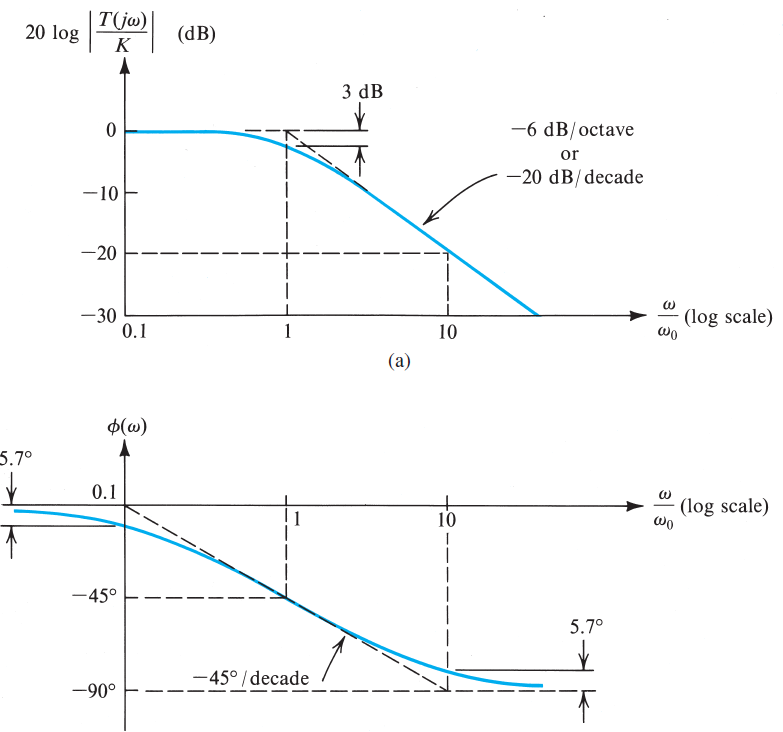 20 log |T(jω)/K| (dB)
3 dB
0
−6 dB/octave
or
−20 dB/decade
−10
−20
−30
0.1
1
10
ω/ω₀ (log scale)
(a)
ϕ(ω)
5.7°
0.1
1
10
ω/ω₀ (log scale)
−45°
5.7°
−45°/decade
−90°